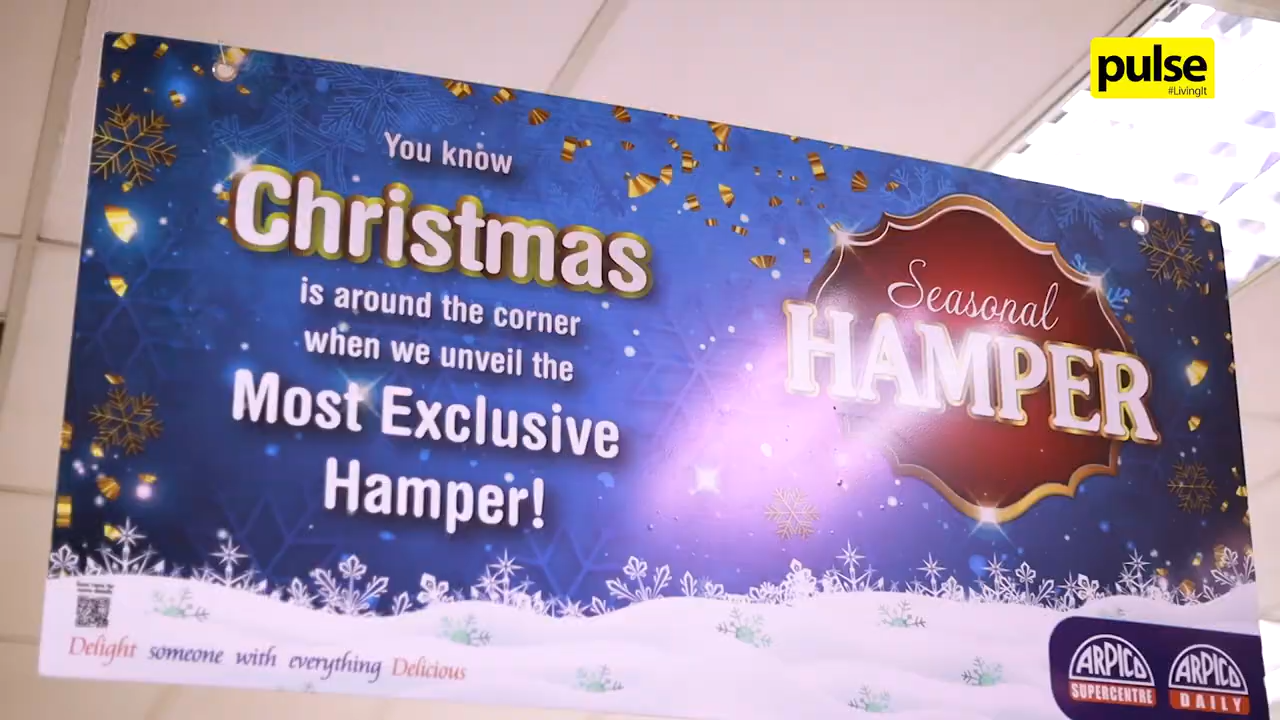 pulse
#LivingIt
You know
Christmas
is around the corner
when we unveil the
Most Exclusive
Hamper!
Seasonal
HAMPER
Delight someone with everything Delicious
ARPICO
SUPERCENTRE
ARPICO
DAILY